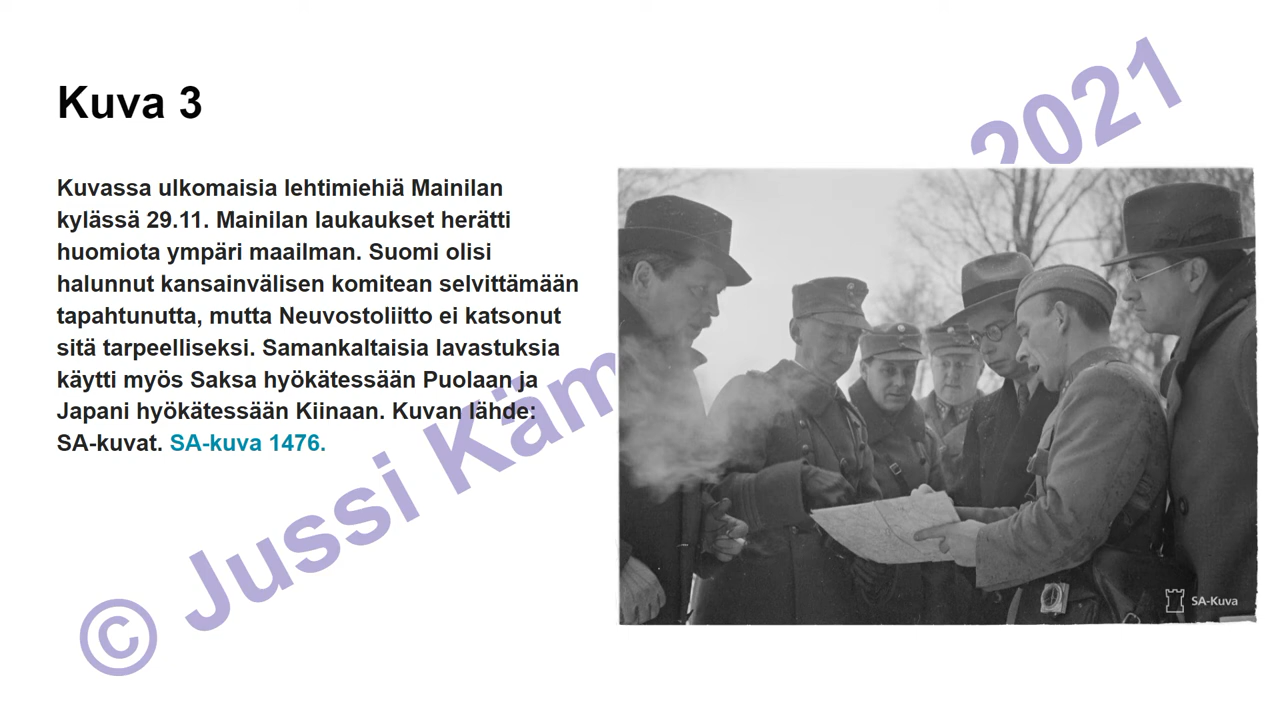 Kuva 3
Kuvassa ulkomaisia lehtimiehiä Mainilan
kylässä 29.11. Mainilan laukaukset herätti
huomiota ympäri maailman. Suomi olisi
halunnut kansainvälisen komitean selvittämään
tapahtunutta, mutta Neuvostoliitto ei katsonut
sitä tarpeelliseksi. Samankaltaisia lavastuksia
käytti myös Saksa hyökätessään Puolaan ja
Japani hyökätessään Kiinaan. Kuvan lähde:
SA-kuvat. SA-kuva 1476.
© Jussi Käm 2021
SA-Kuva